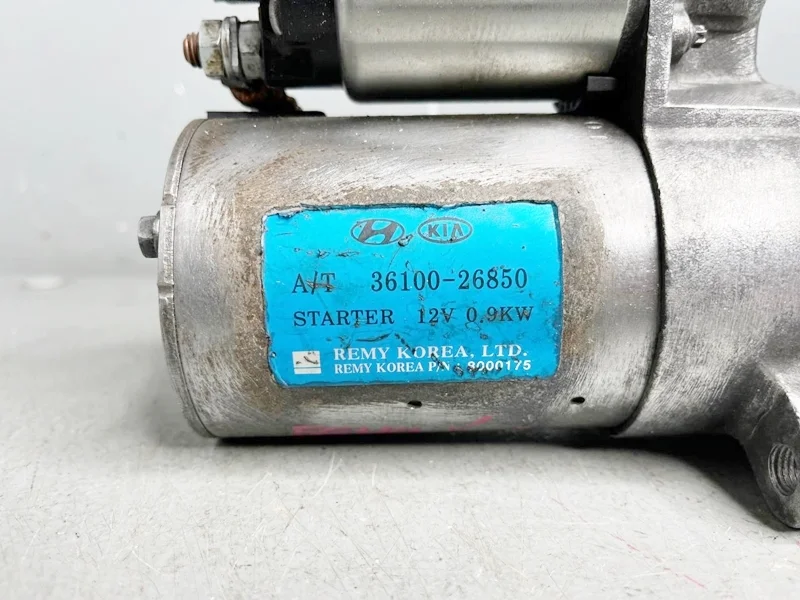 KIA
A/T 36100-26850
STARTER 12V 0.9KW
REMY KOREA, LTD.
REMY KOREA P/N : 8000175